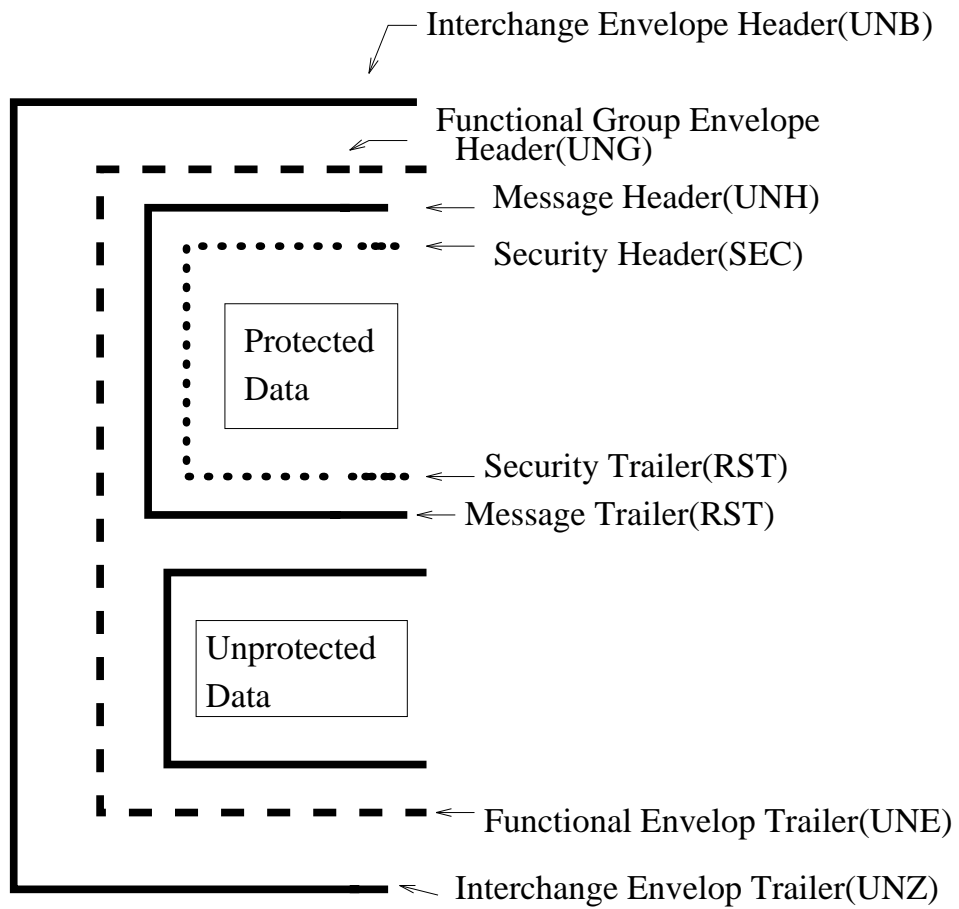 Interchange Envelope Header(UNB)
Functional Group Envelope
Header(UNG)
Message Header(UNH)
Security Header(SEC)
Protected
Data
Security Trailer(RST)
Message Trailer(RST)
Unprotected
Data
Functional Envelop Trailer(UNE)
Interchange Envelop Trailer(UNZ)